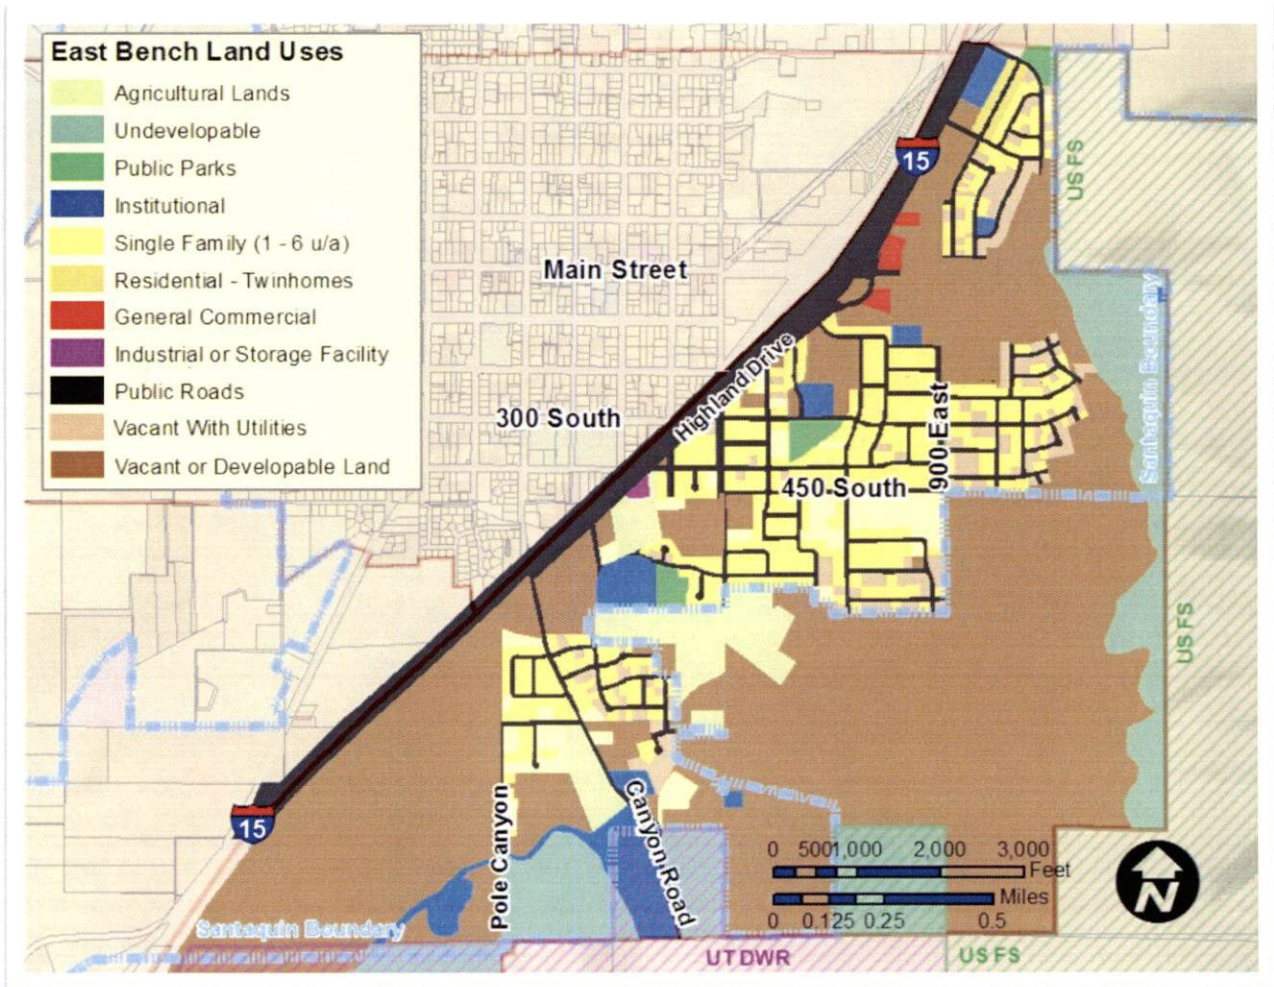 East Bench Land Uses
Agricultural Lands
Undevelopable
Public Parks
Institutional
Single Family (1 - 6 u/a)
Residential - Twinhomes
General Commercial
Industrial or Storage Facility
Public Roads
Vacant With Utilities
Vacant or Developable Land
15
US FS
Main Street
Santaquin Boundary
Highland Drive
300 South
900 East
450 South
US FS
15
Pole Canyon
Canyon Road
0 500 1,000 2,000 3,000
Feet
Miles
0 0.125 0.25 0.5
N
Santaquin Boundary
UT DWR
US FS